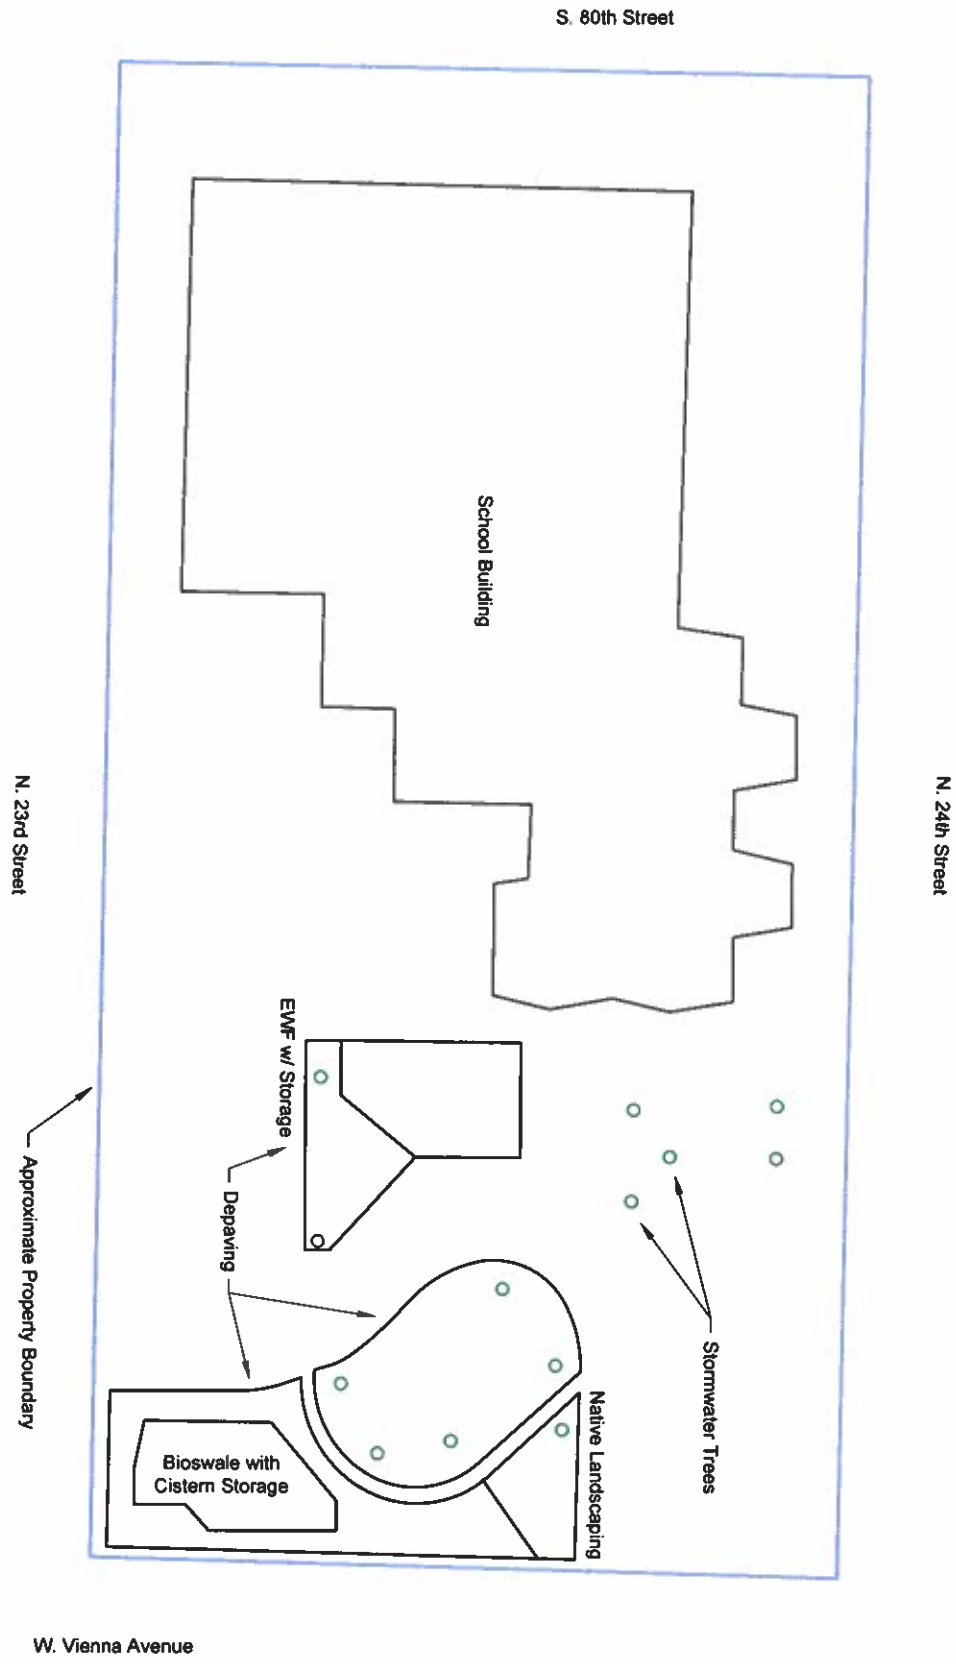 S. 80th Street
School Building
N. 23rd Street
N. 24th Street
EWF w/ Storage
Depaving
Approximate Property Boundary
Stormwater Trees
Native Landscaping
Bioswale with
Cistern Storage
W. Vienna Avenue